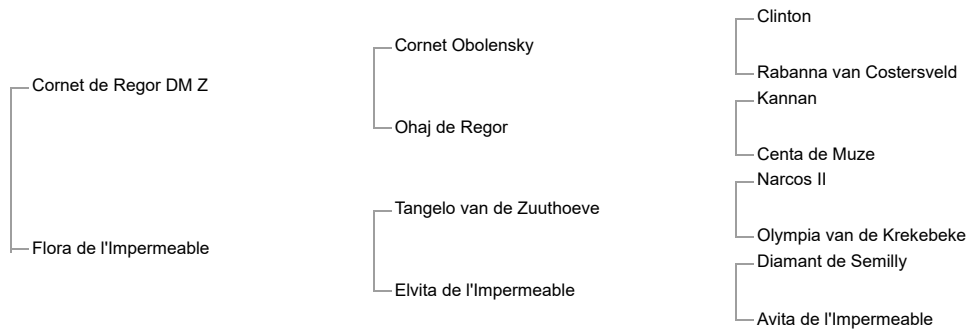 Clinton
Cornet Obolensky
Rabanna van Costersveld
Cornet de Regor DM Z
Kannan
Ohaj de Regor
Centa de Muze
Narcos II
Tangelo van de Zuuthoeve
Olympia van de Krekebeke
Flora de l'Impermeable
Diamant de Semilly
Elvita de l'Impermeable
Avita de l'Impermeable